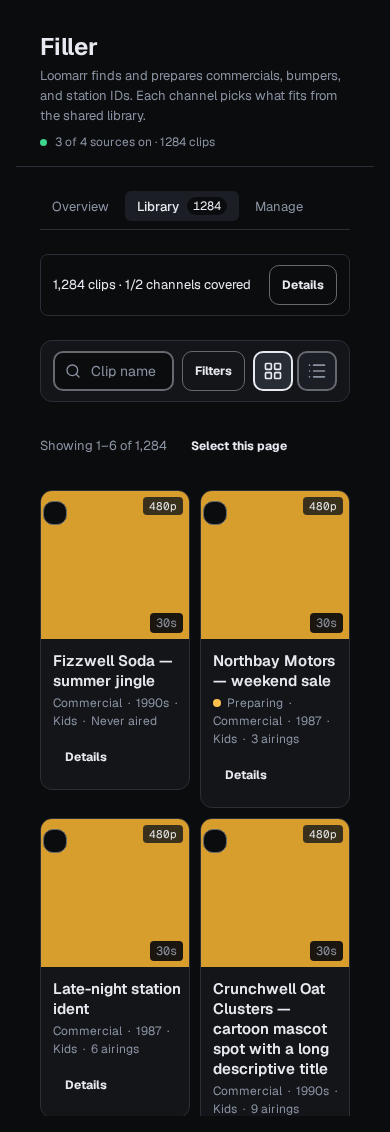 Filler
Loomarr finds and prepares commercials, bumpers,
and station IDs. Each channel picks what fits from
the shared library.
3 of 4 sources on · 1284 clips
Overview
Library 1284
Manage
1,284 clips · 1/2 channels covered
Details
Clip name
Filters
Showing 1–6 of 1,284
Select this page
480p
30s
Fizzwell Soda —
summer jingle
Commercial · 1990s ·
Kids · Never aired
Details
480p
30s
Northbay Motors
— weekend sale
Preparing ·
Commercial · 1987 ·
Kids · 3 airings
Details
480p
30s
Late-night station
ident
Commercial · 1987 ·
Kids · 6 airings
Details
480p
30s
Crunchwell Oat
Clusters —
cartoon mascot
spot with a long
descriptive title
Commercial · 1990s ·
Kids · 9 airings